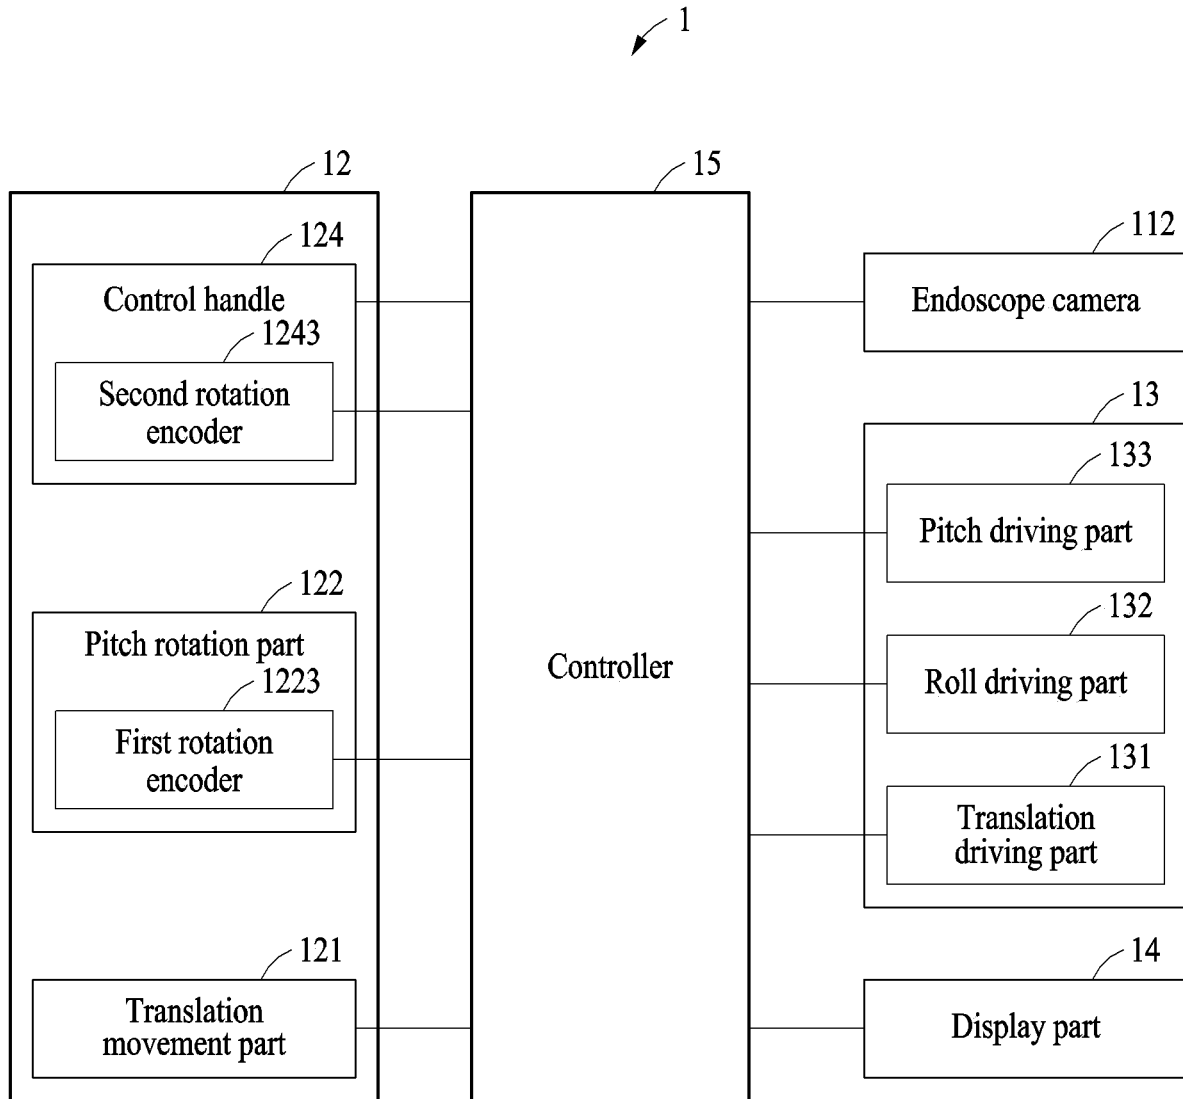 1
12
15
124
112
Control handle
Endoscope camera
1243
Second rotation
encoder
13
133
Pitch driving part
122
132
Pitch rotation part
Controller
Roll driving part
1223
First rotation
encoder
131
Translation
driving part
121
14
Translation
movement part
Display part